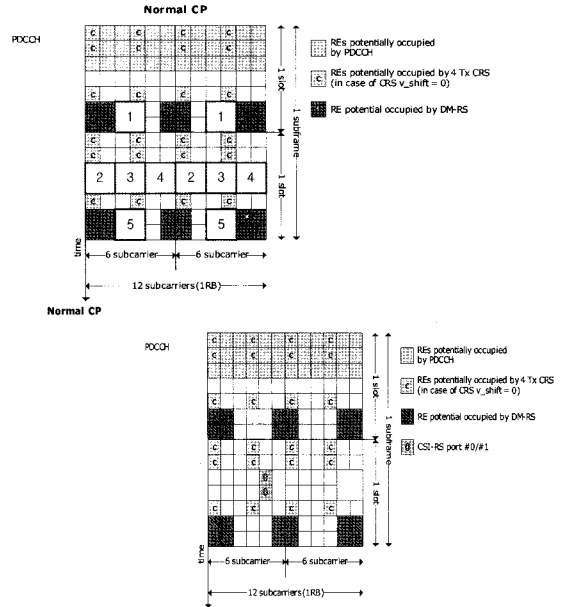 Normal CP
PDCCH
C C C C
C C C C
REs potentially occupied
by PDCCH
REs potentially occupied by 4 Tx CRS
(in case of CRS v_shift = 0)
RE potential occupied by DM-RS
C C C C
1 1
C C C C
C C C C
2 3 4 2 3 4
C C C C
5 5
1 slot
1 slot
1 subframe
time
6 subcarrier 6 subcarrier
12 subcarriers (1RB)
Normal CP
PDCCH
C C C C
C C C C
REs potentially occupied
by PDCCH
REs potentially occupied by 4 Tx CRS
(in case of CRS v_shift = 0)
RE potential occupied by DM-RS
CSI-RS port #0/#1
C C C C
C C C C
C C C C
0
0
C C C C
1 slot
1 slot
1 subframe
time
6 subcarrier 6 subcarrier
12 subcarriers (1RB)